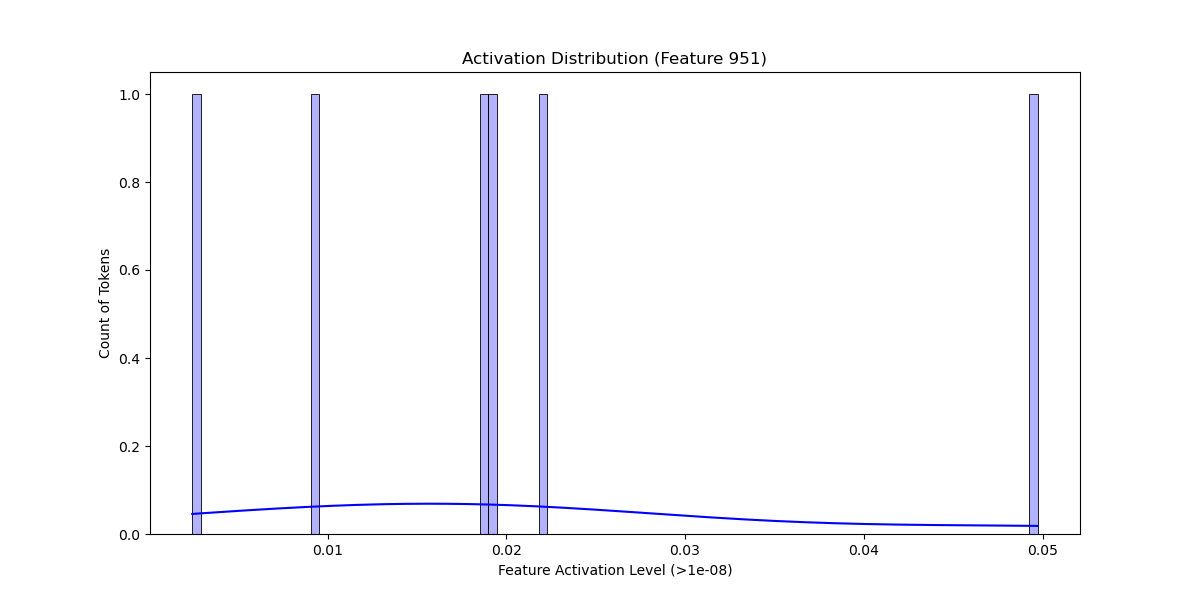 Activation Distribution (Feature 951)
1.0
0.8
0.6
0.4
0.2
0.0
Count of Tokens
0.01 0.02 0.03 0.04 0.05
Feature Activation Level (>1e-08)